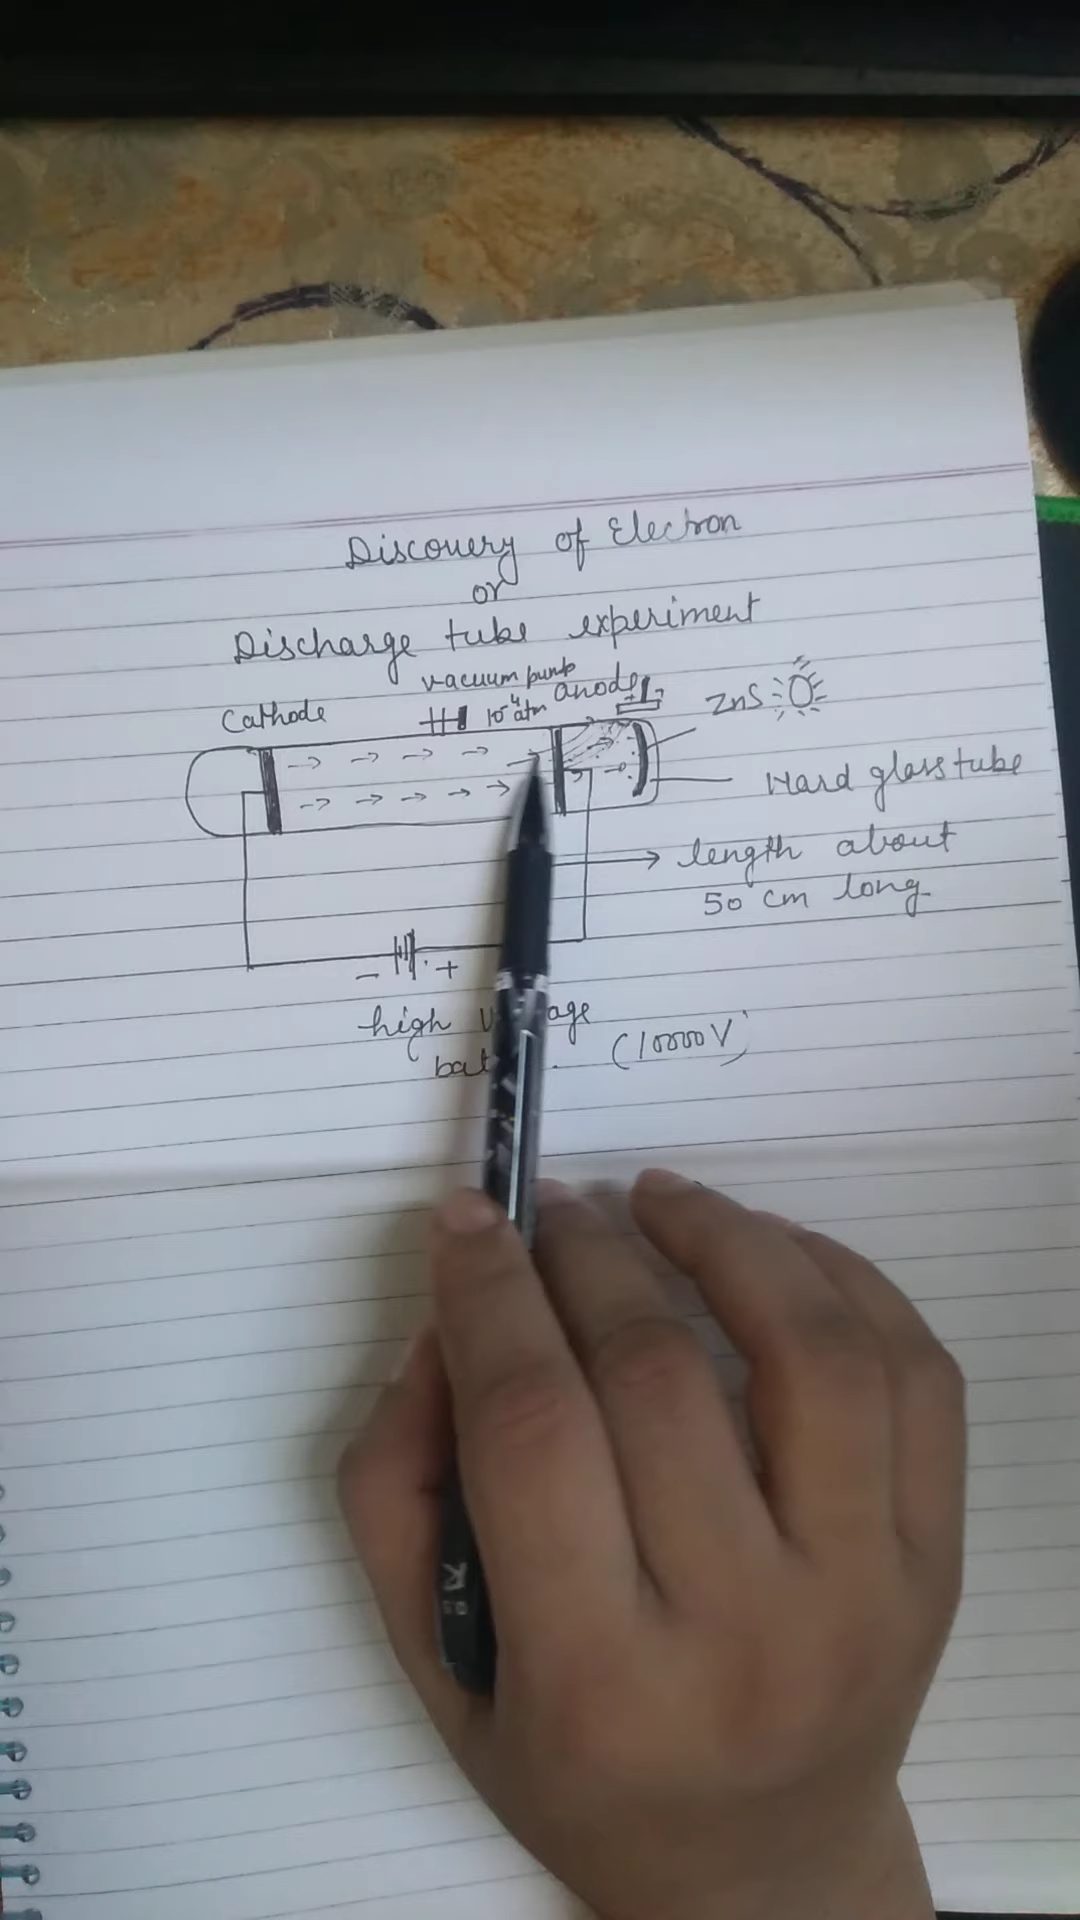 Discovery of Electron
or
Discharge tube experiment
vacuum pump
Cathode
10⁻⁴ atm
anode
ZnS
Hard glass tube
length about
50 cm long
- +
high
(10000V)